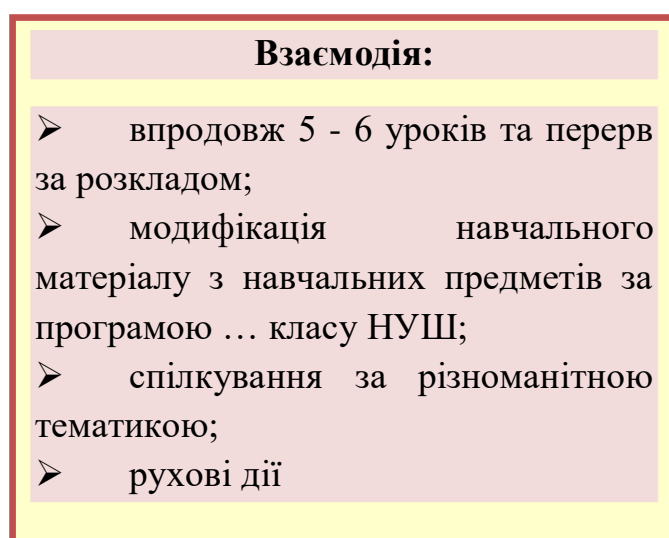 Взаємодія:
➢ впродовж 5 - 6 уроків та перерв
за розкладом;
➢ модифікація навчального
матеріалу з навчальних предметів за
програмою … класу НУШ;
➢ спілкування за різноманітною
тематикою;
➢ рухові дії